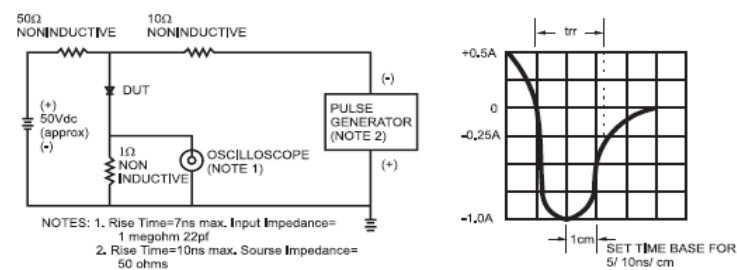 50Ω
NONINDUCTIVE
10Ω
NONINDUCTIVE
DUT
(+)
50Vdc
(approx)
(-)
1Ω
NON
INDUCTIVE
OSCILLOSCOPE
(NOTE 1)
(-)
PULSE
GENERATOR
(NOTE 2)
(+)
NOTES: 1. Rise Time=7ns max. Input Impedance=
1 megohm 22pf
2. Rise Time=10ns max. Sourse Impedance=
50 ohms
trr
+0.5A
0
-0.25A
-1.0A
1cm
SET TIME BASE FOR
5/ 10ns/ cm